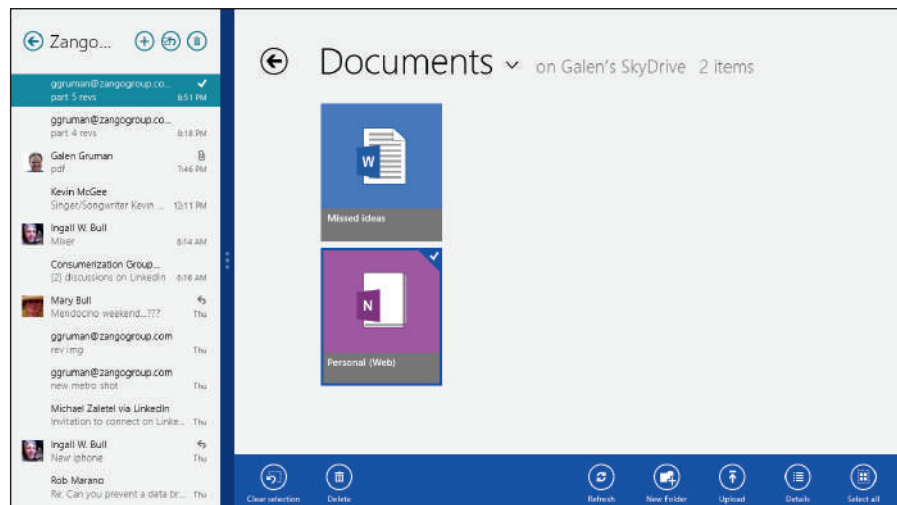 Zango...
ggruman@zangogroup.co...
part 5 revs 8:51 PM
ggruman@zangogroup.co...
part 4 revs 8:18 PM
Galen Gruman
pdf 7:46 PM
Kevin McGee
Singer/Songwriter Kevin ... 12:11 PM
Ingall W. Bull
Mixer 8:14 AM
Consumerization Group...
(2) discussions on LinkedIn 6:16 AM
Mary Bull
Mendocino weekend...??? Thu
ggruman@zangogroup.com
rev img Thu
ggruman@zangogroup.com
new metro shot Thu
Michael Zaletel via LinkedIn
Invitation to connect on Linke... Thu
Ingall W. Bull
New iphone Thu
Rob Marano
Re: Can you prevent a data br... Thu
Documents on Galen's SkyDrive 2 items
W
Missed ideas
N
Personal (Web)
Clear selection Delete Refresh New Folder Upload Details Select all